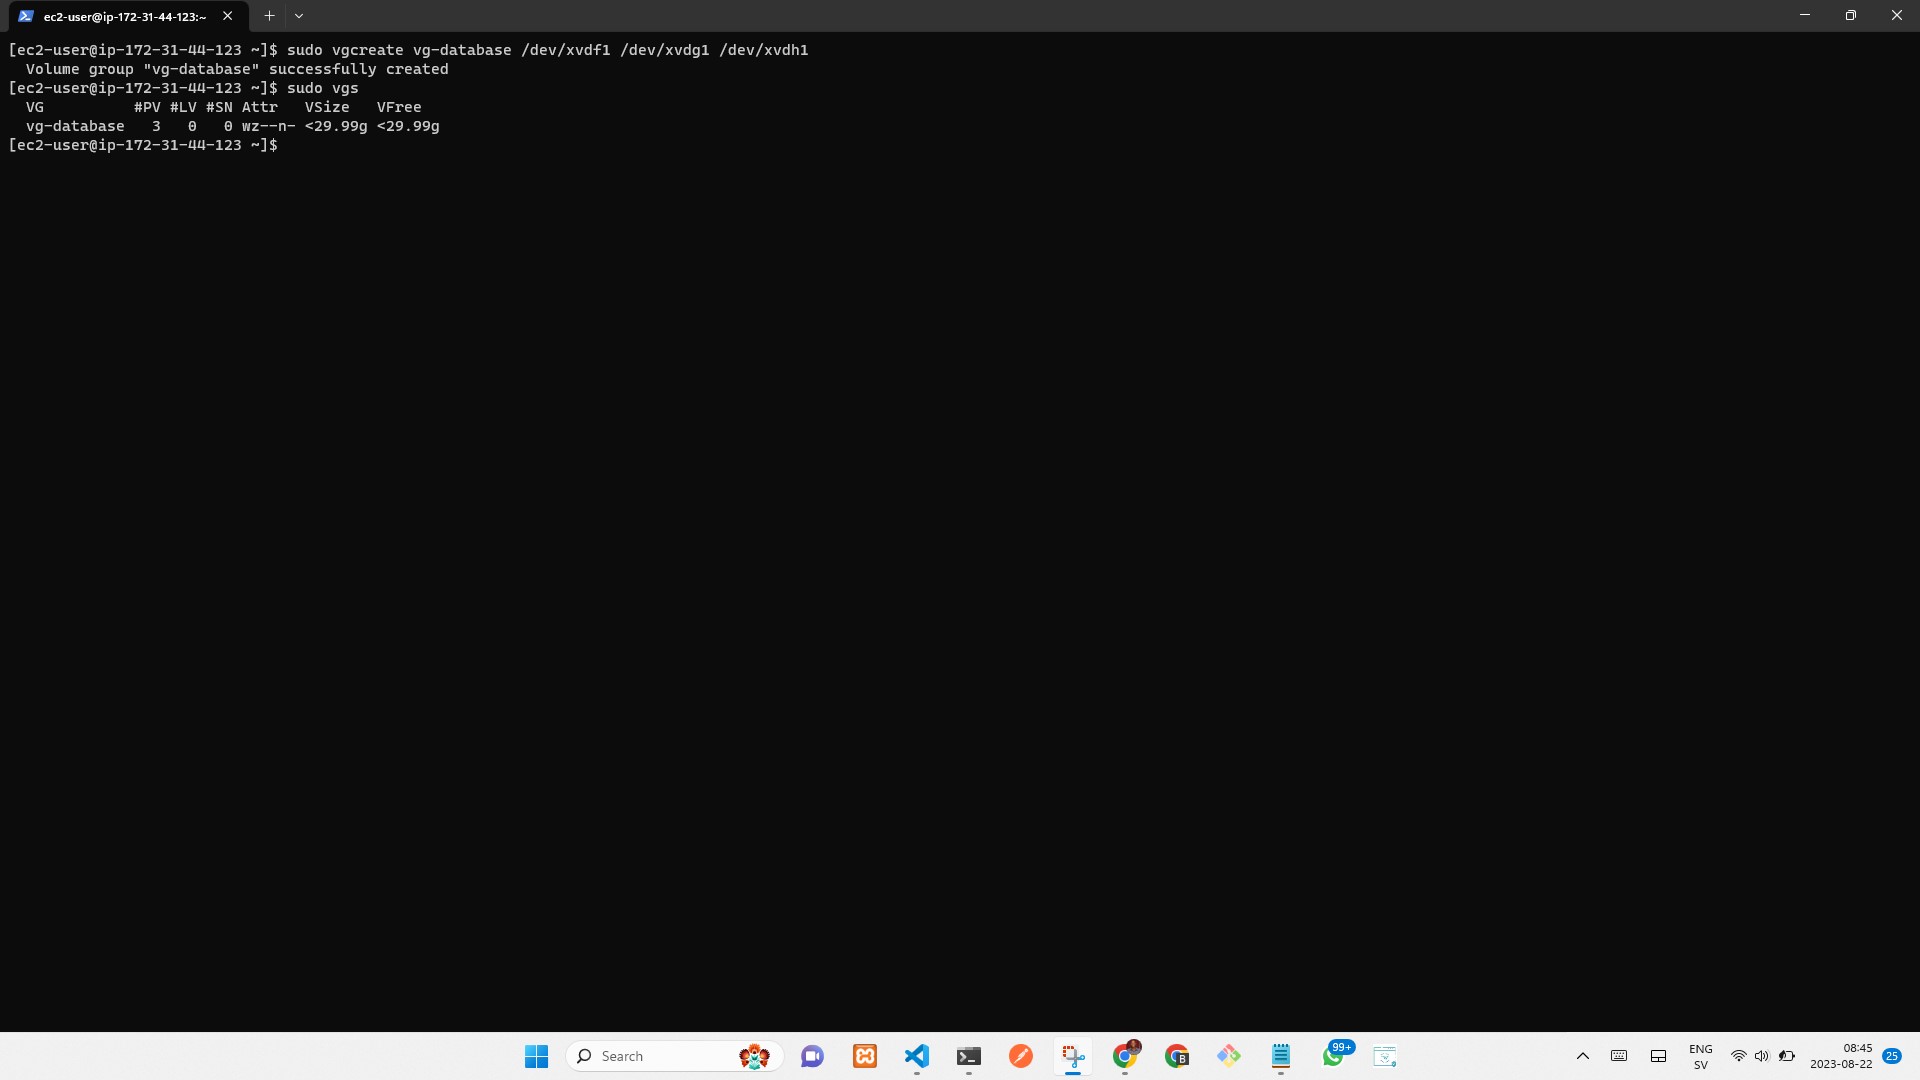 ec2-user@ip-172-31-44-123:~
[ec2-user@ip-172-31-44-123 ~]$ sudo vgcreate vg-database /dev/xvdf1 /dev/xvdg1 /dev/xvdh1
  Volume group "vg-database" successfully created
[ec2-user@ip-172-31-44-123 ~]$ sudo vgs
  VG          #PV #LV #SN Attr   VSize   VFree
  vg-database   3   0   0 wz--n- <29.99g <29.99g
[ec2-user@ip-172-31-44-123 ~]$
Search
B
99+
ENG
SV
08:45
2023-08-22
25